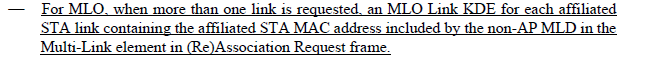 — For MLO, when more than one link is requested, an MLO Link KDE for each affiliated
STA link containing the affiliated STA MAC address included by the non-AP MLD in the
Multi-Link element in (Re)Association Request frame.